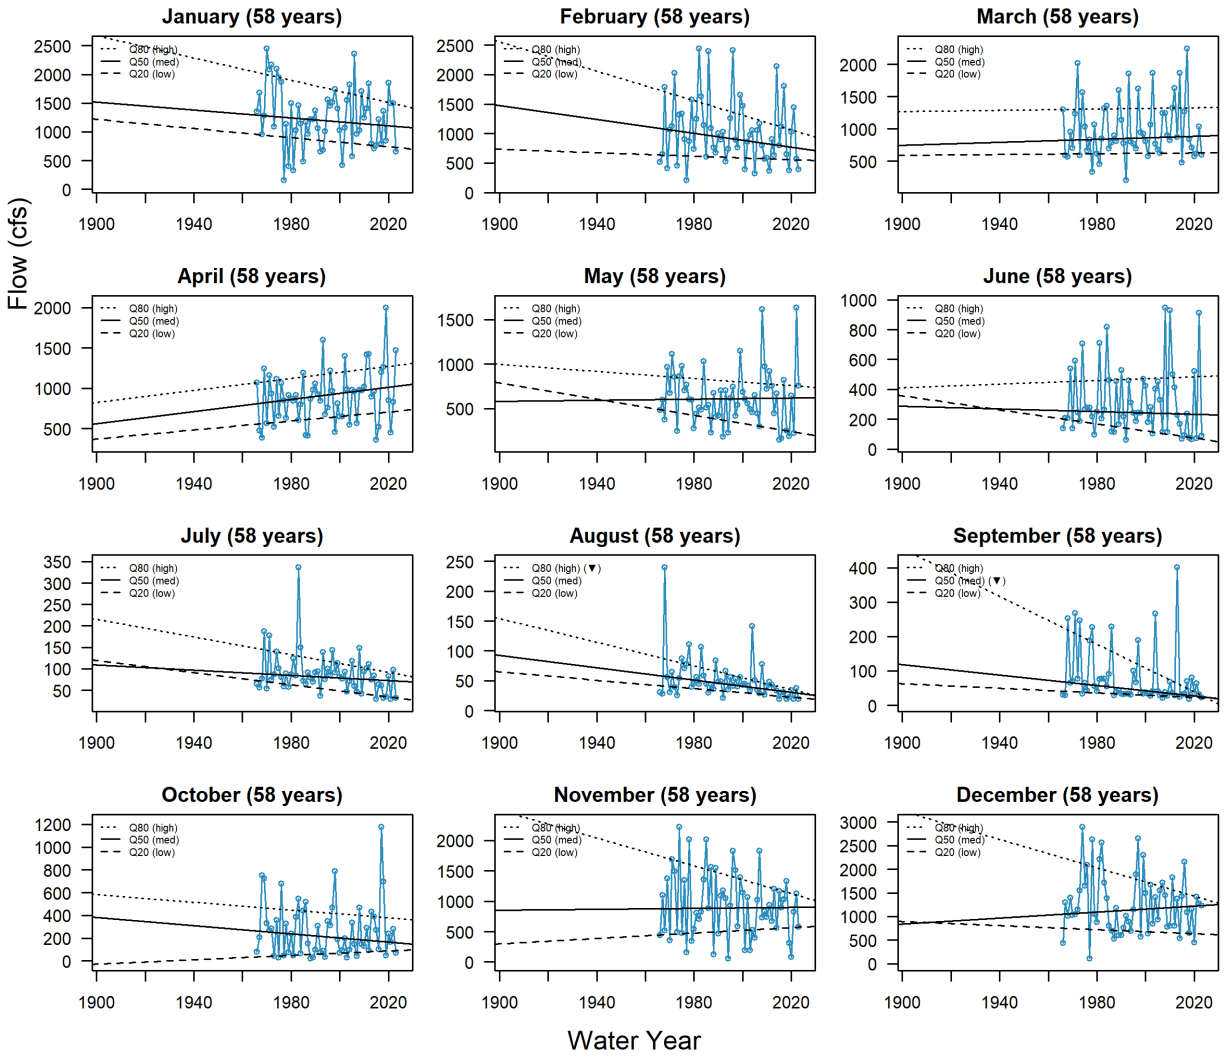 January (58 years)
2500
2000
1500
1000
500
0
Q80 (high)
Q50 (med)
Q20 (low)
1900
1940
1980
2020
February (58 years)
2500
2000
1500
1000
500
0
Q80 (high)
Q50 (med)
Q20 (low)
1900
1940
1980
2020
March (58 years)
2000
1500
1000
500
Q80 (high)
Q50 (med)
Q20 (low)
1900
1940
1980
2020
Flow (cfs)
April (58 years)
2000
1500
1000
500
Q80 (high)
Q50 (med)
Q20 (low)
1900
1940
1980
2020
May (58 years)
1500
1000
500
Q80 (high)
Q50 (med)
Q20 (low)
1900
1940
1980
2020
June (58 years)
1000
800
600
400
200
0
Q80 (high)
Q50 (med)
Q20 (low)
1900
1940
1980
2020
July (58 years)
350
300
250
200
150
100
50
Q80 (high)
Q50 (med)
Q20 (low)
1900
1940
1980
2020
August (58 years)
250
200
150
100
50
0
Q80 (high) (▼)
Q50 (med)
Q20 (low)
1900
1940
1980
2020
September (58 years)
400
300
200
100
0
Q80 (high)
Q50 (med) (▼)
Q20 (low)
1900
1940
1980
2020
October (58 years)
1200
1000
800
600
400
200
0
Q80 (high)
Q50 (med)
Q20 (low)
1900
1940
1980
2020
November (58 years)
2000
1500
1000
500
0
Q80 (high)
Q50 (med)
Q20 (low)
1900
1940
1980
2020
December (58 years)
3000
2500
2000
1500
1000
500
0
Q80 (high)
Q50 (med)
Q20 (low)
1900
1940
1980
2020
Water Year